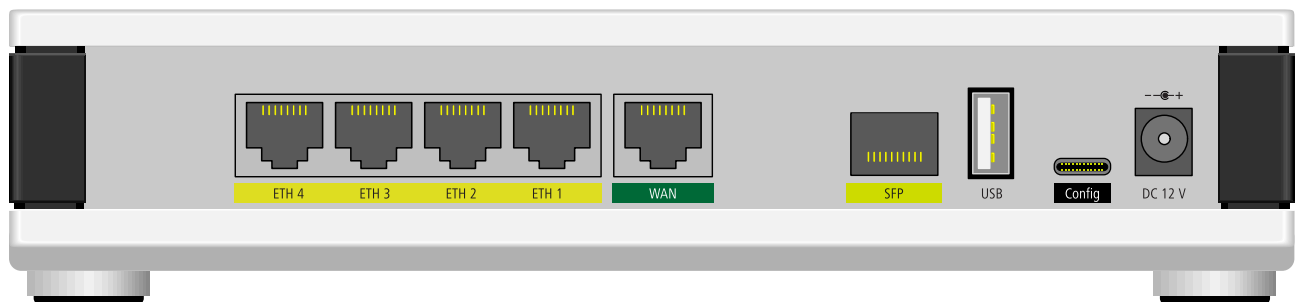 ETH 4
ETH 3
ETH 2
ETH 1
WAN
SFP
USB
Config
DC 12 V